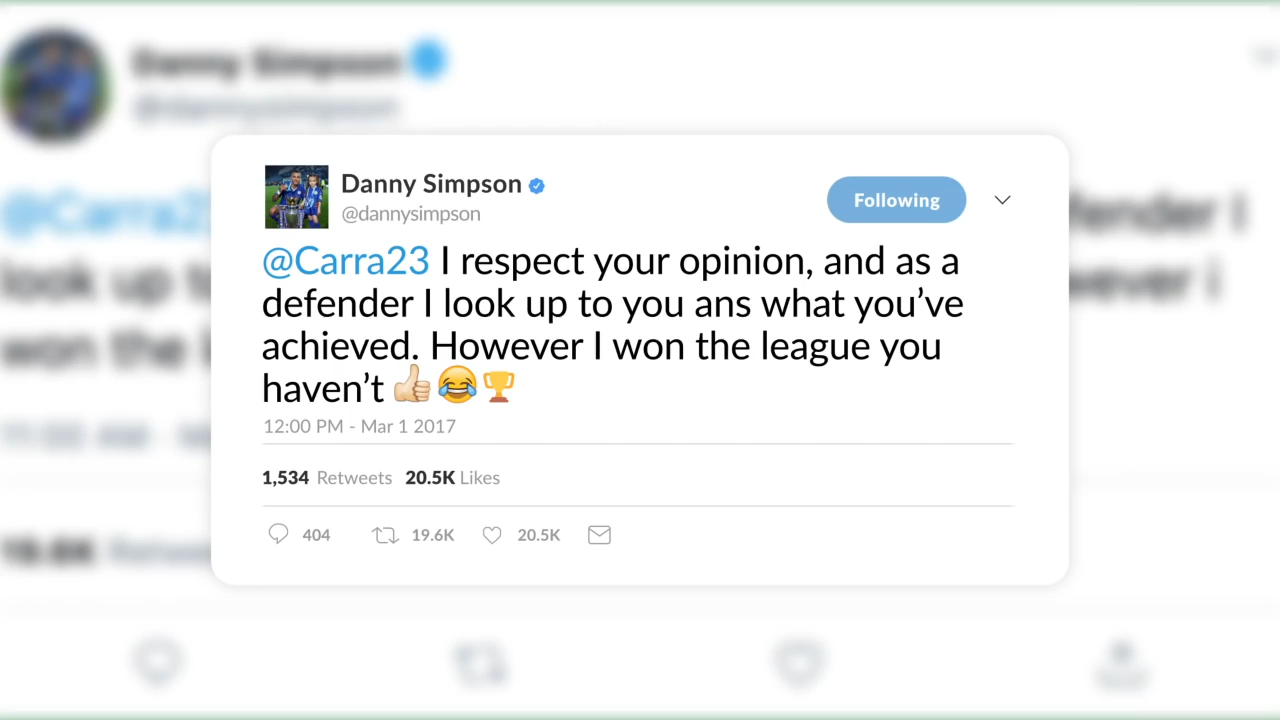 Danny Simpson
@dannysimpson
Following
@Carra23 I respect your opinion, and as a
defender I look up to you ans what you’ve
achieved. However I won the league you
haven’t 👍🏻😂🏆
12:00 PM - Mar 1 2017
1,534 Retweets 20.5K Likes
404 19.6K 20.5K